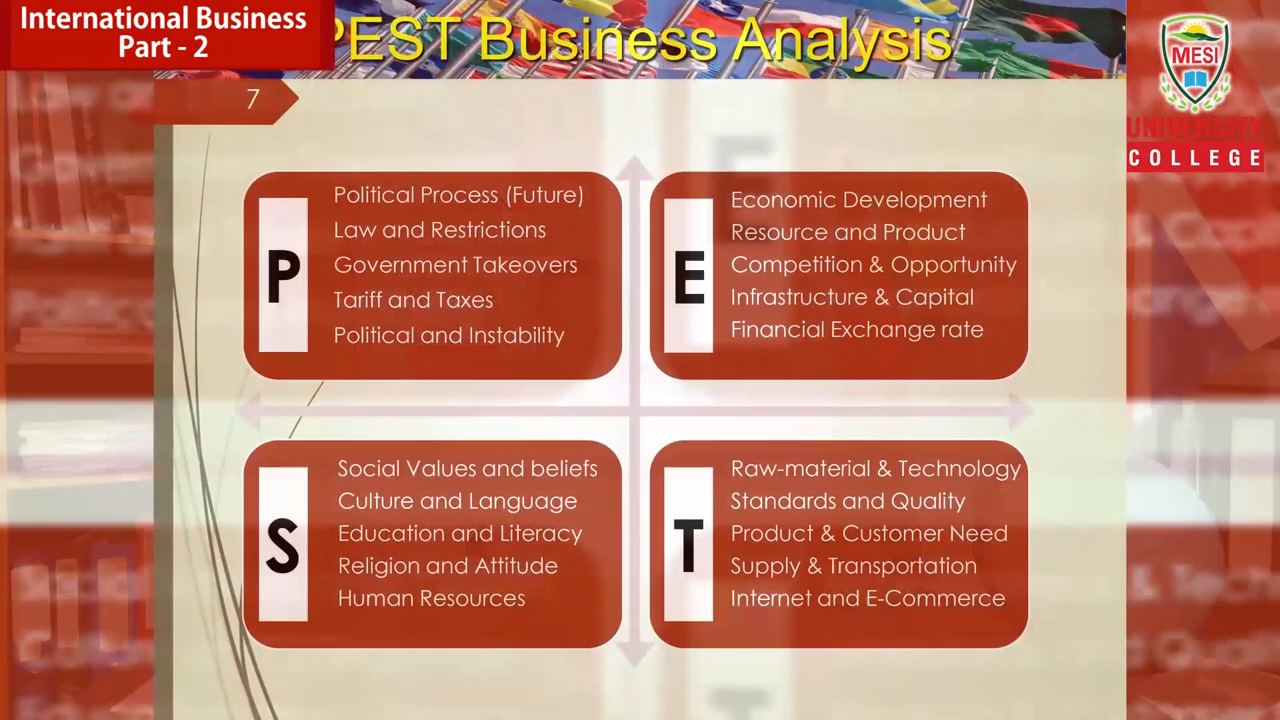 International Business
Part - 2
PEST Business Analysis
MESI
UNIVERSITY
COLLEGE
7
P
Political Process (Future)
Law and Restrictions
Government Takeovers
Tariff and Taxes
Political and Instability
E
Economic Development
Resource and Product
Competition & Opportunity
Infrastructure & Capital
Financial Exchange rate
S
Social Values and beliefs
Culture and Language
Education and Literacy
Religion and Attitude
Human Resources
T
Raw-material & Technology
Standards and Quality
Product & Customer Need
Supply & Transportation
Internet and E-Commerce